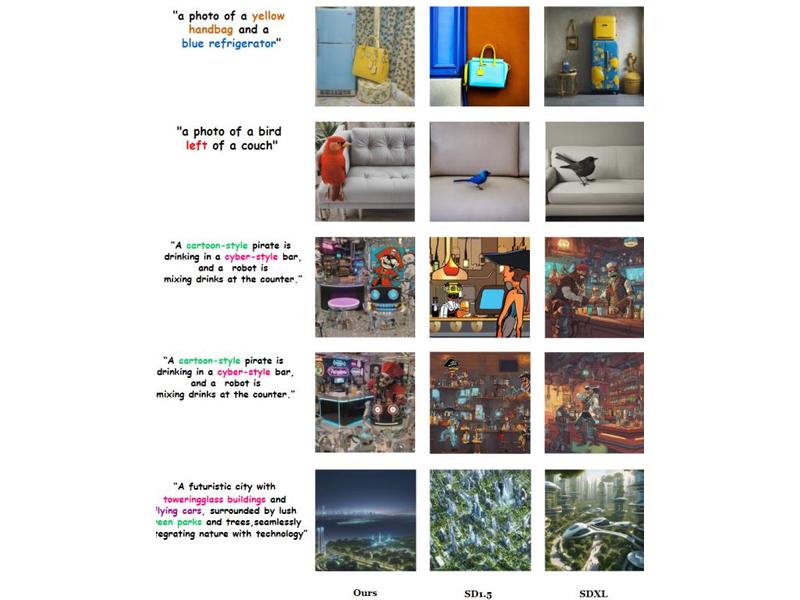 "a photo of a yellow
handbag and a
blue refrigerator"
"a photo of a bird
left of a couch"
“A cartoon-style pirate is
drinking in a cyber-style bar,
and a robot is
mixing drinks at the counter.”
“A cartoon-style pirate is
drinking in a cyber-style bar,
and a robot is
mixing drinks at the counter.”
“A futuristic city with
toweringglass buildings and
lying cars, surrounded by lush
een parks and trees,seamlessly
tegrating nature with technology”
Ours SD1.5 SDXL